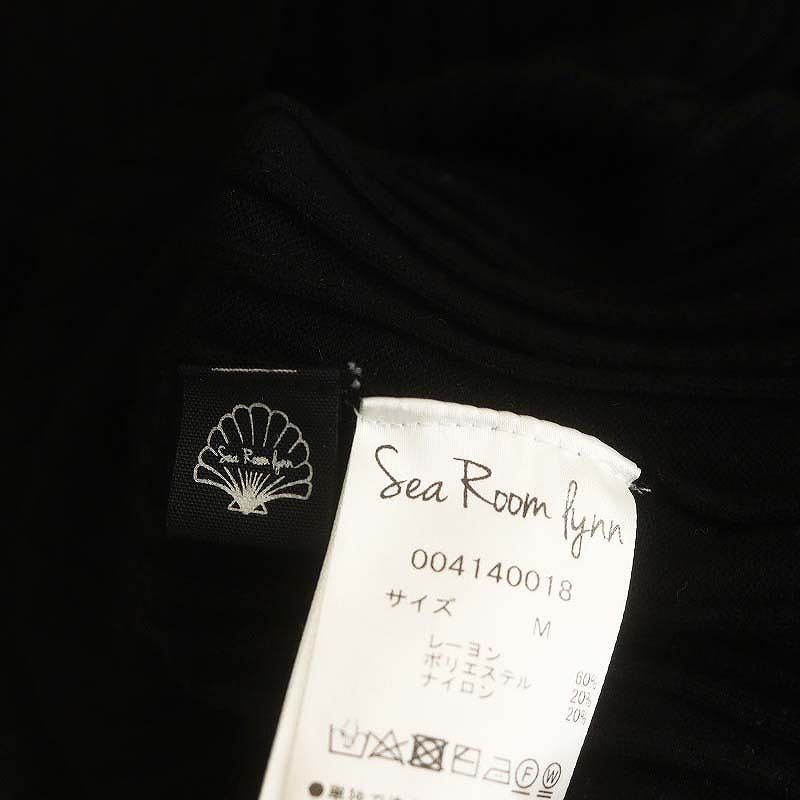 Sea Room lynn
Sea Room lynn
004140018
サイズ M
レーヨン 60%
ポリエステル 20%
ナイロン 20%
F W